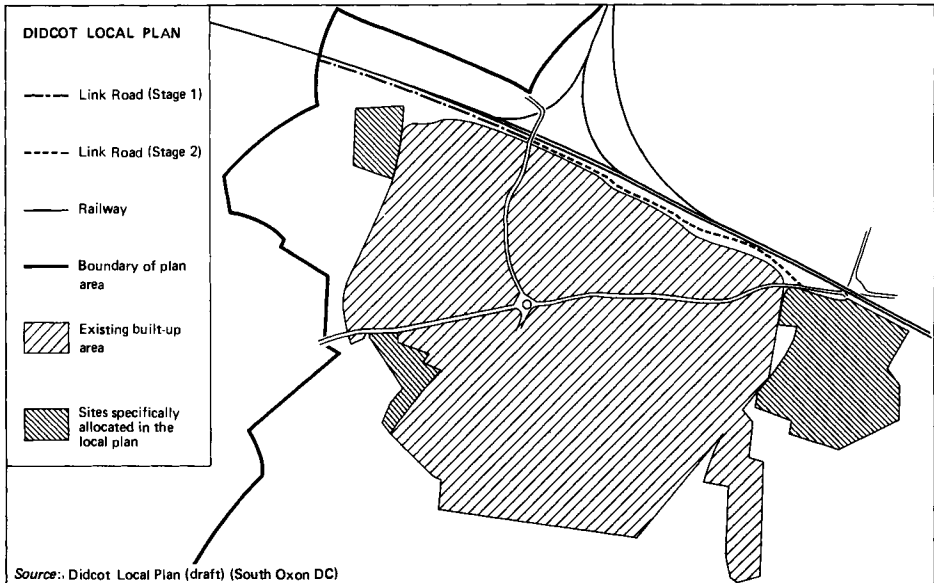 DIDCOT LOCAL PLAN
Link Road (Stage 1)
Link Road (Stage 2)
Railway
Boundary of plan
area
Existing built-up
area
Sites specifically
allocated in the
local plan
Source:. Didcot Local Plan (draft) (South Oxon DC)